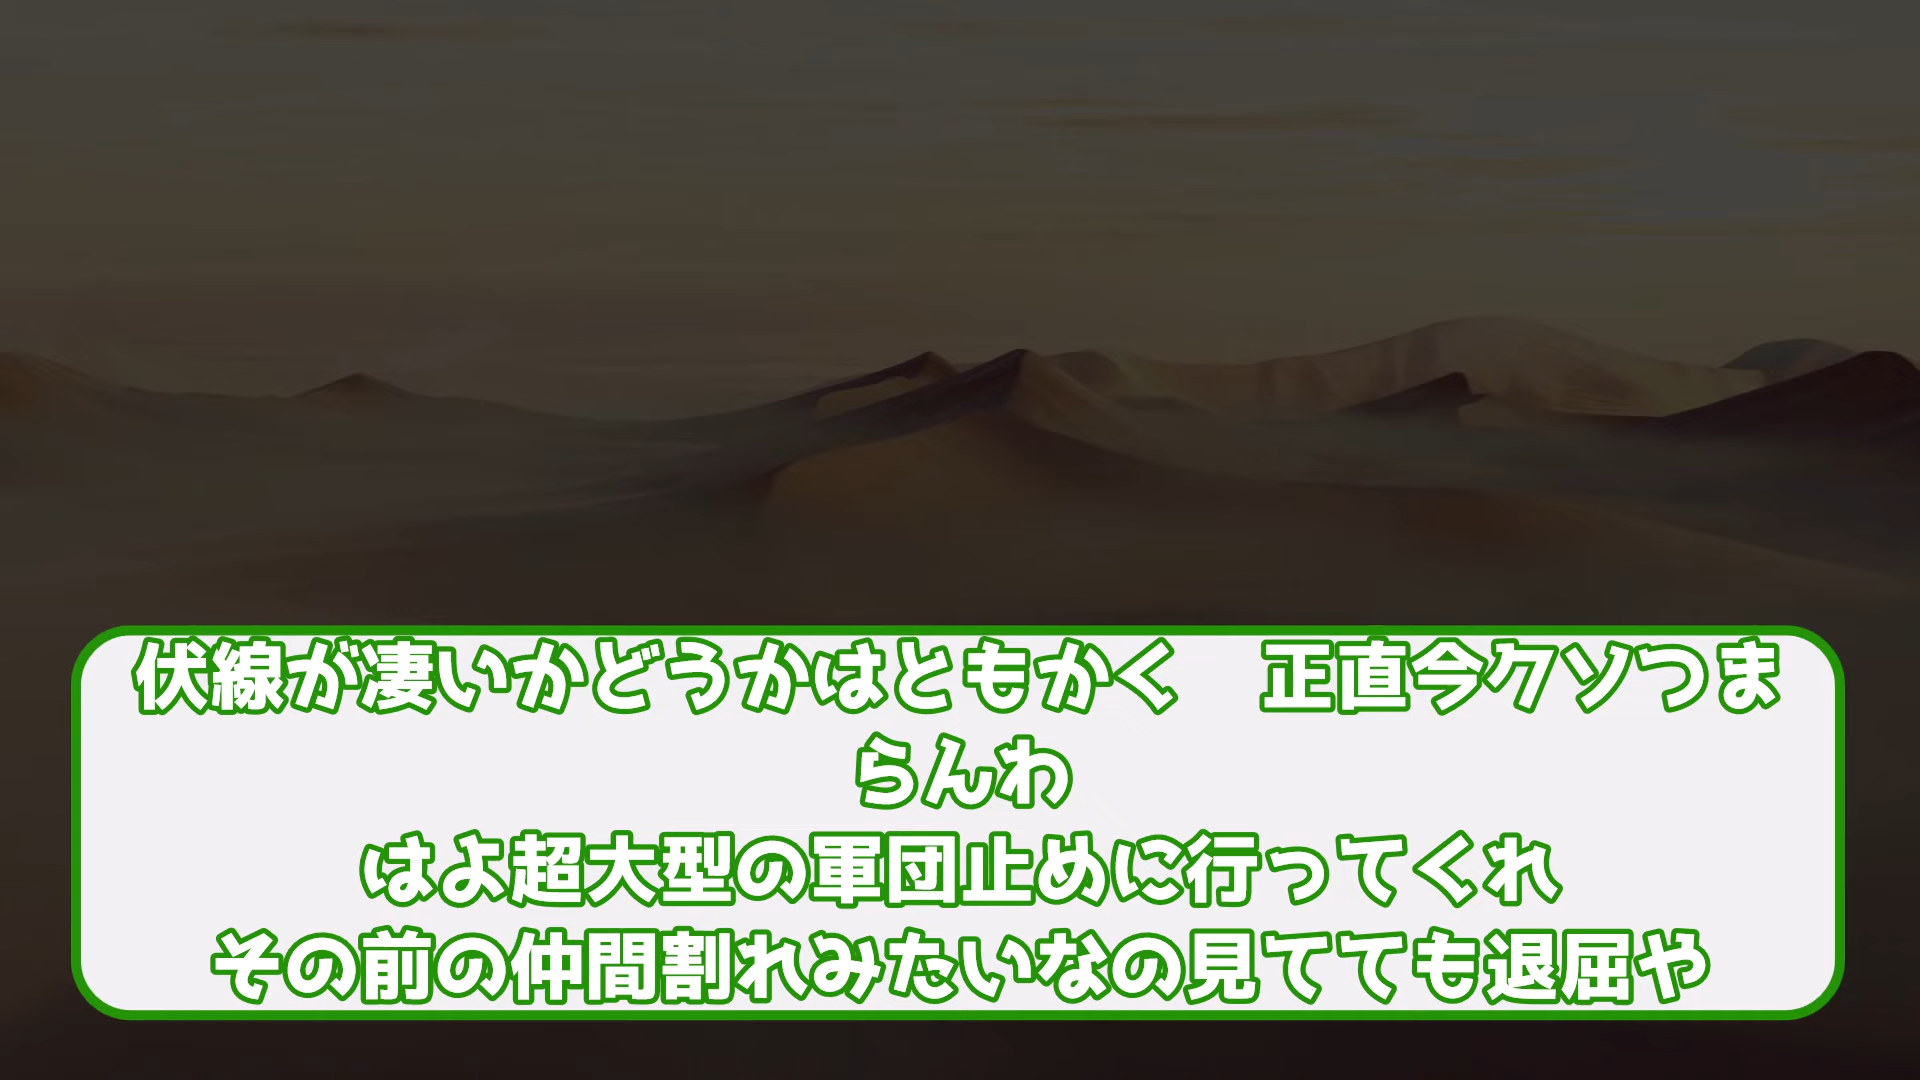 伏線が凄いかどうかはともかく　正直今クソつま
らんわ
はよ超大型の軍団止めに行ってくれ
その前の仲間割れみたいなの見てても退屈や